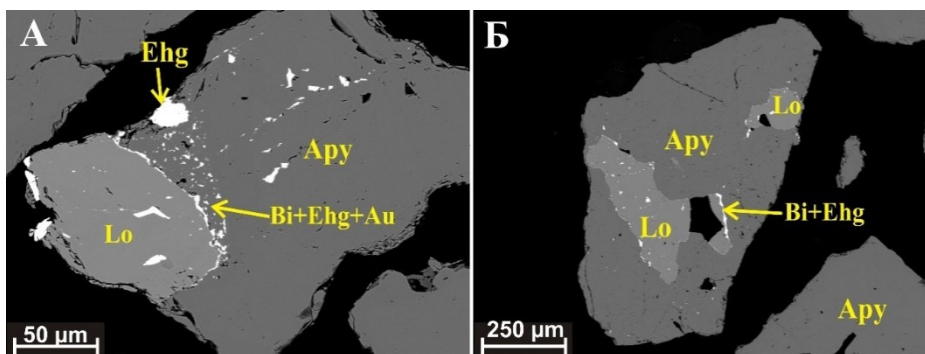 А
Ehg
Apy
Bi+Ehg+Au
Lo
50 µm
Б
Lo
Apy
Bi+Ehg
Lo
Apy
250 µm